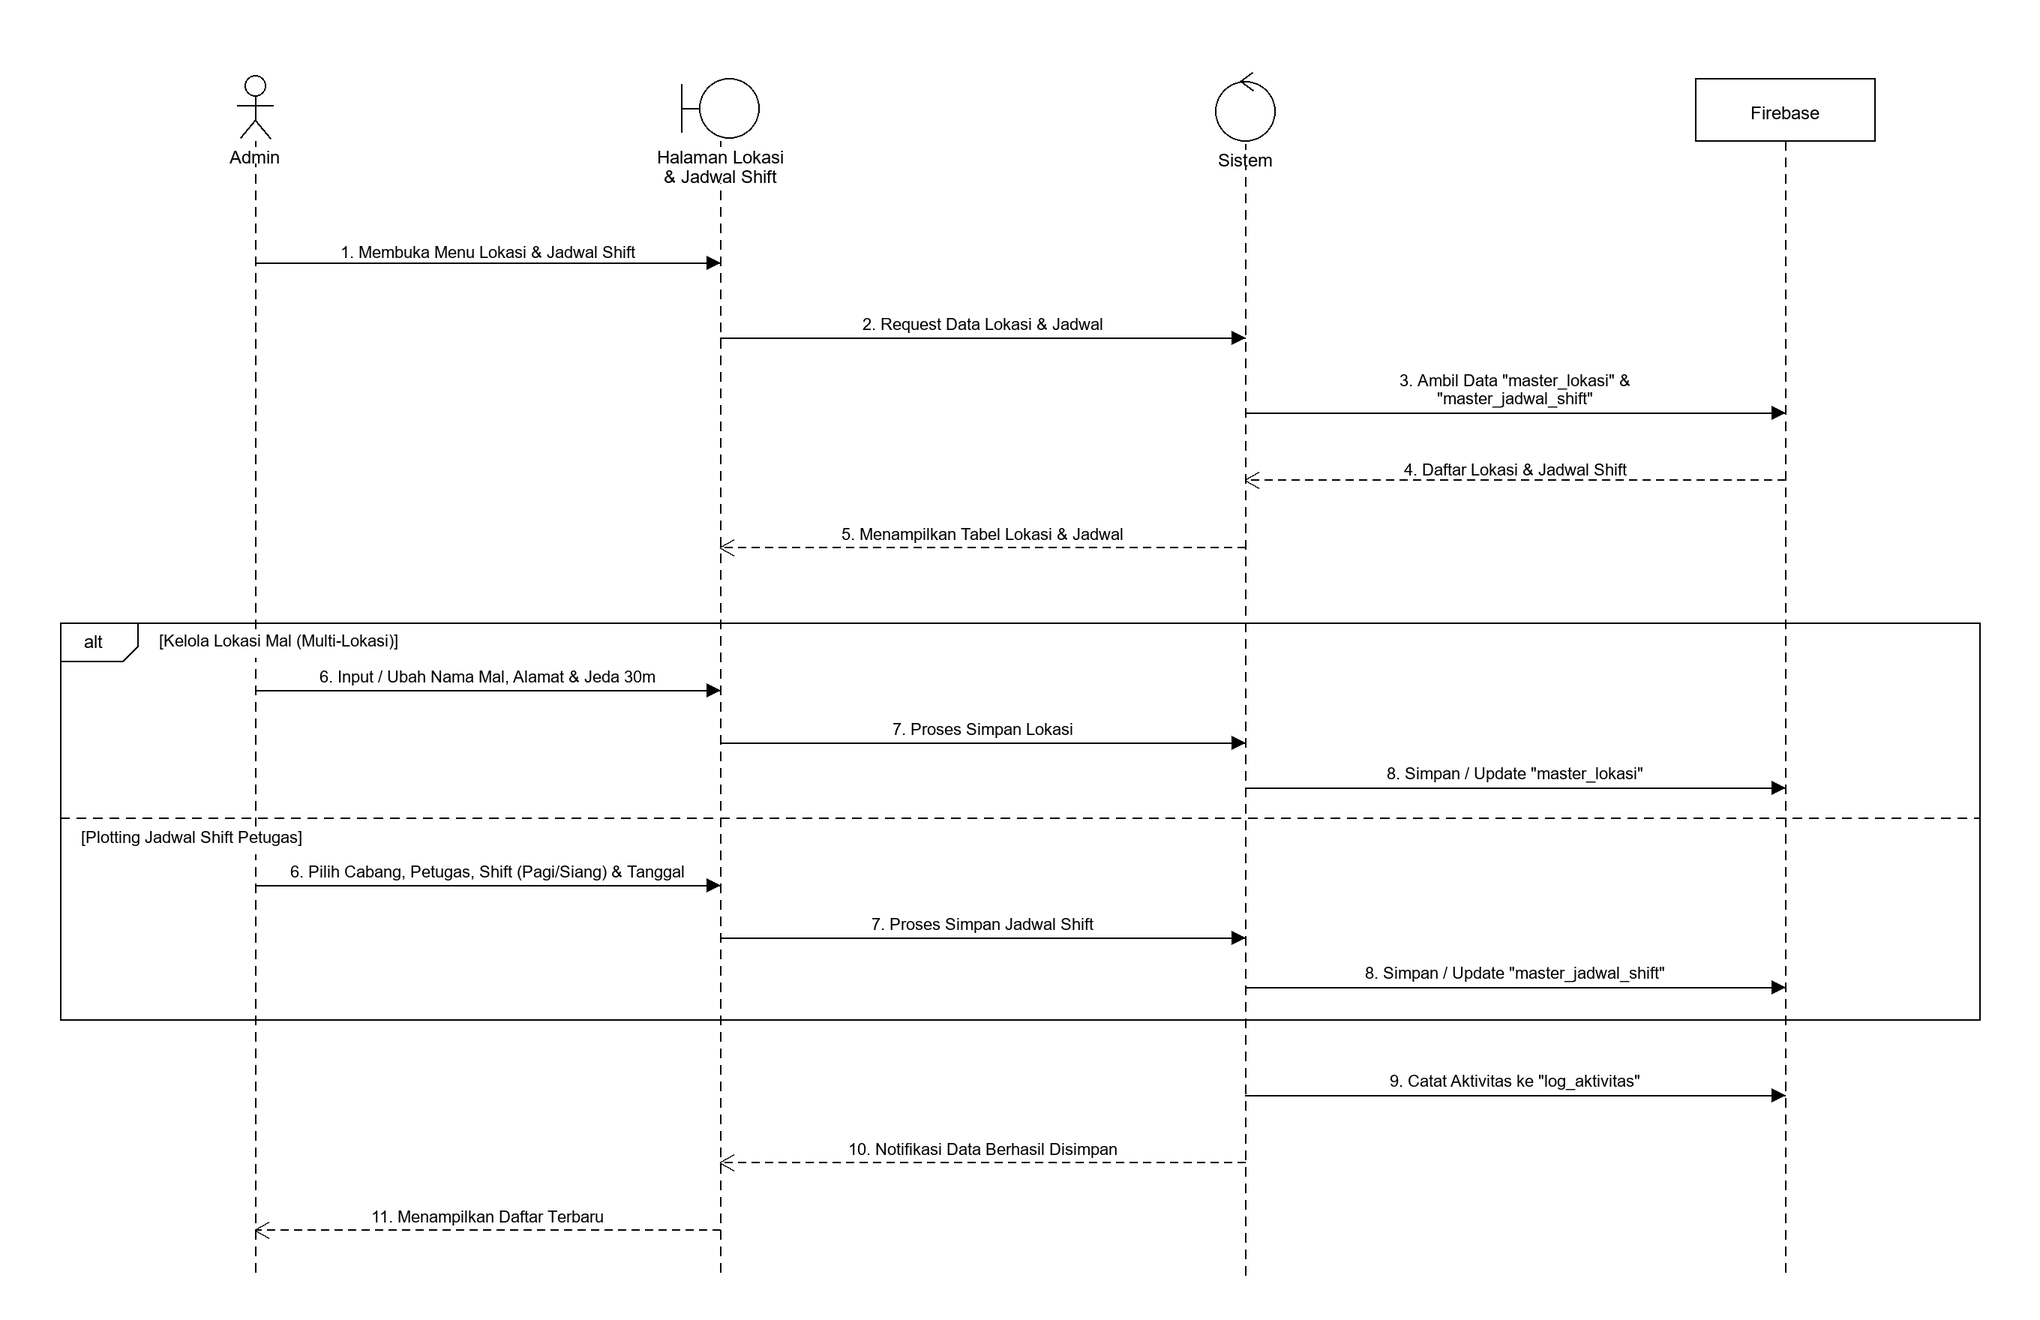 Admin
Halaman Lokasi
& Jadwal Shift
Sistem
Firebase
1. Membuka Menu Lokasi & Jadwal Shift
2. Request Data Lokasi & Jadwal
3. Ambil Data "master_lokasi" &
"master_jadwal_shift"
4. Daftar Lokasi & Jadwal Shift
5. Menampilkan Tabel Lokasi & Jadwal
alt
[Kelola Lokasi Mal (Multi-Lokasi)]
6. Input / Ubah Nama Mal, Alamat & Jeda 30m
7. Proses Simpan Lokasi
8. Simpan / Update "master_lokasi"
[Plotting Jadwal Shift Petugas]
6. Pilih Cabang, Petugas, Shift (Pagi/Siang) & Tanggal
7. Proses Simpan Jadwal Shift
8. Simpan / Update "master_jadwal_shift"
9. Catat Aktivitas ke "log_aktivitas"
10. Notifikasi Data Berhasil Disimpan
11. Menampilkan Daftar Terbaru